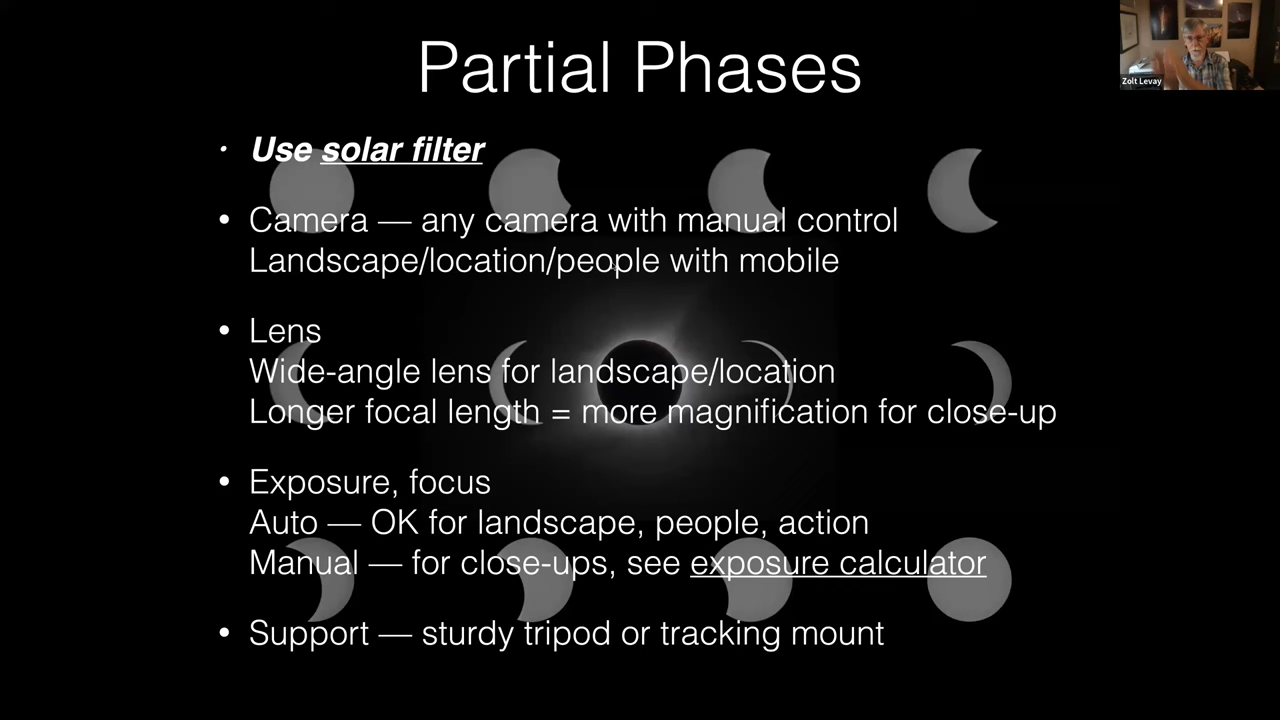 Partial Phases
Zolt Levay
• Use solar filter
• Camera — any camera with manual control
Landscape/location/people with mobile
• Lens
Wide-angle lens for landscape/location
Longer focal length = more magnification for close-up
• Exposure, focus
Auto — OK for landscape, people, action
Manual — for close-ups, see exposure calculator
• Support — sturdy tripod or tracking mount